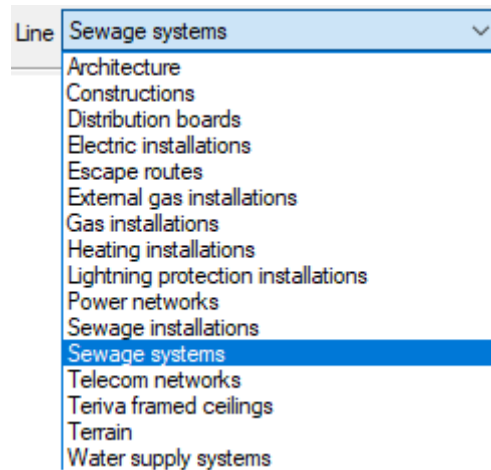 Line Sewage systems
Architecture
Constructions
Distribution boards
Electric installations
Escape routes
External gas installations
Gas installations
Heating installations
Lightning protection installations
Power networks
Sewage installations
Sewage systems
Telecom networks
Teriva framed ceilings
Terrain
Water supply systems